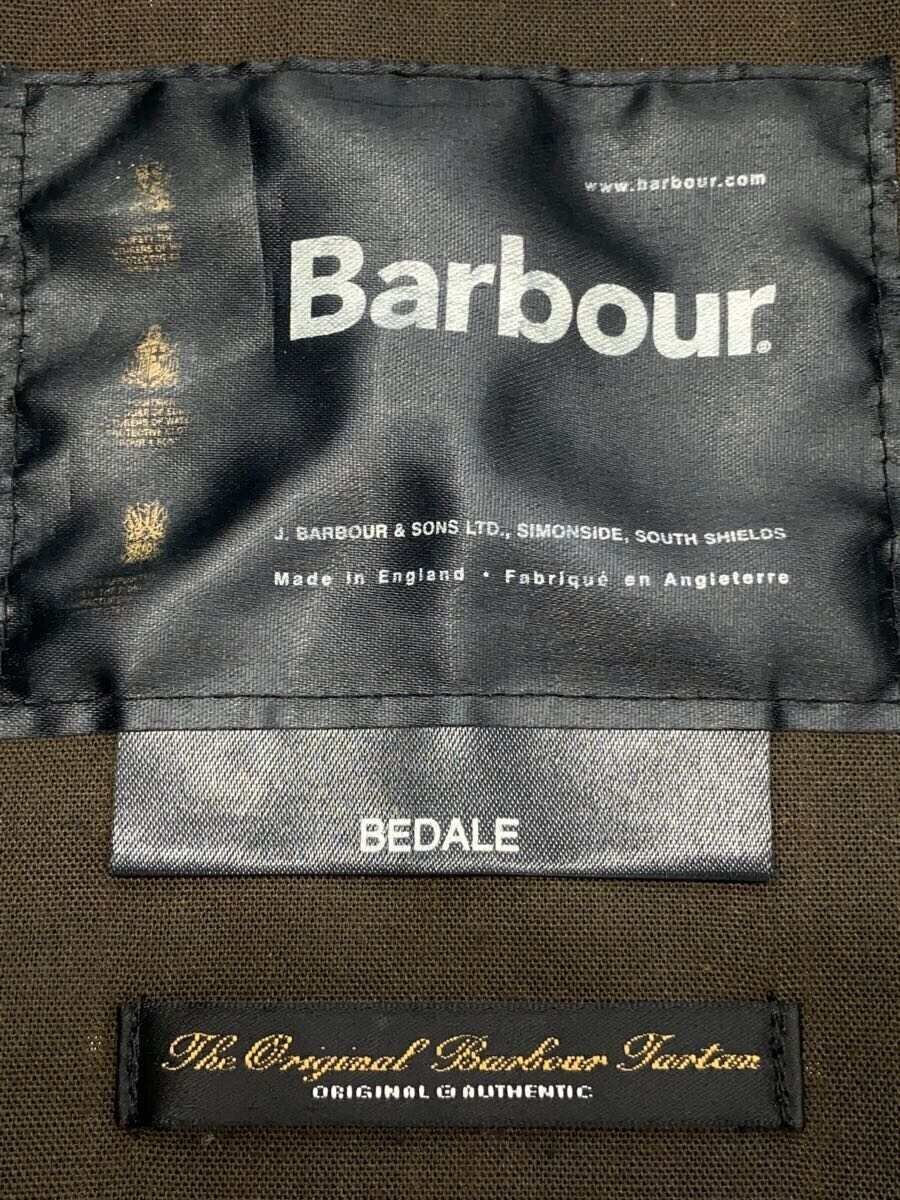 www.barbour.com
Barbour®
J. BARBOUR & SONS LTD., SIMONSIDE, SOUTH SHIELDS
Made in England • Fabriqué en Angleterre
BEDALE
The Original Barbour Tartan
ORIGINAL & AUTHENTIC